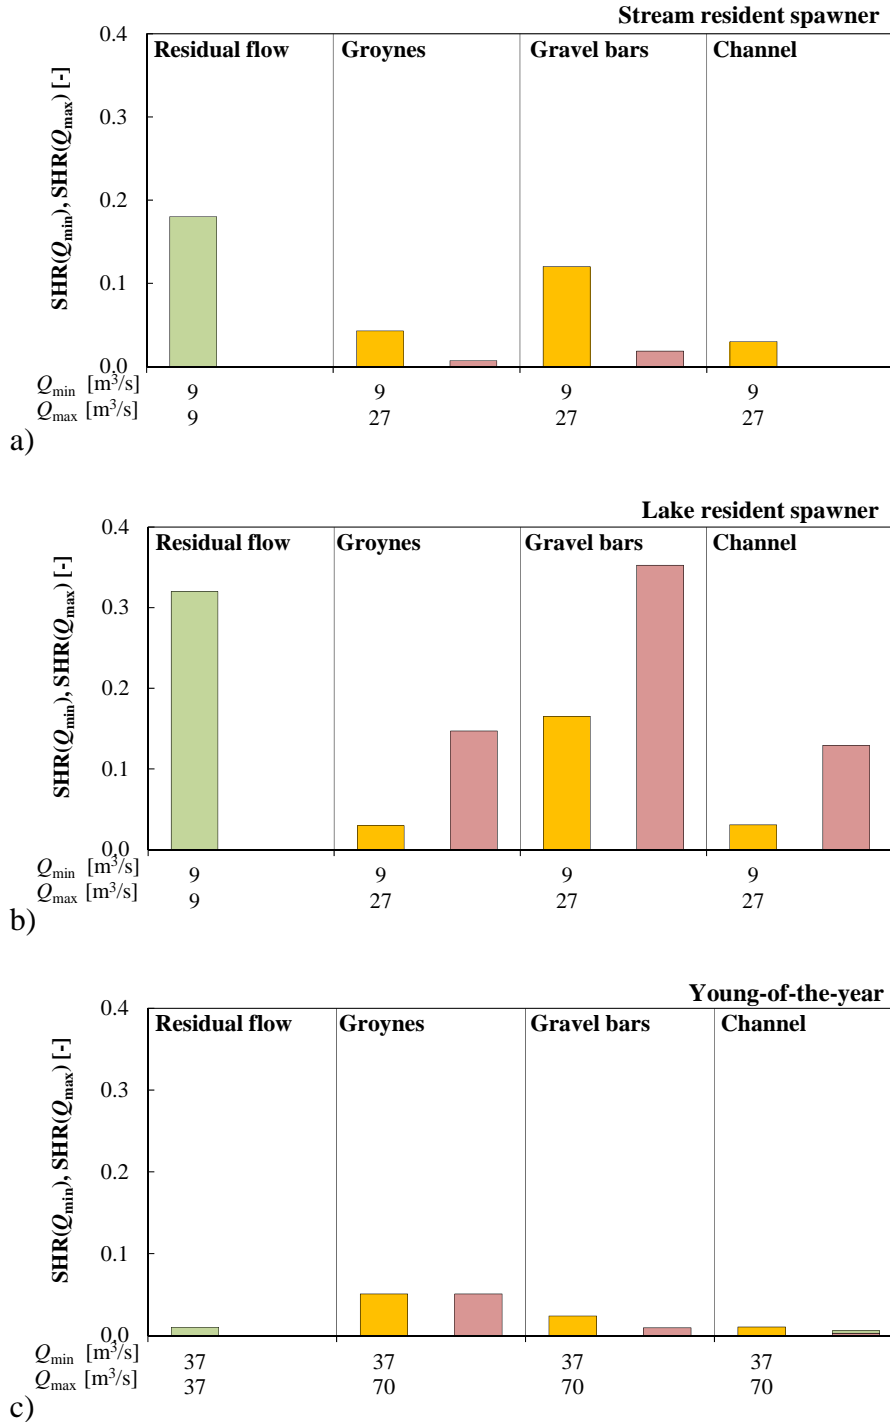 Stream resident spawner
SHR(Qmin), SHR(Qmax) [-]
0.4
0.3
0.2
0.1
0.0
Residual flow Groynes Gravel bars Channel
Qmin [m³/s] 9 9 9 9
Qmax [m³/s] 9 27 27 27
a)
Lake resident spawner
SHR(Qmin), SHR(Qmax) [-]
0.4
0.3
0.2
0.1
0.0
Residual flow Groynes Gravel bars Channel
Qmin [m³/s] 9 9 9 9
Qmax [m³/s] 9 27 27 27
b)
Young-of-the-year
SHR(Qmin), SHR(Qmax) [-]
0.4
0.3
0.2
0.1
0.0
Residual flow Groynes Gravel bars Channel
Qmin [m³/s] 37 37 37 37
Qmax [m³/s] 37 70 70 70
c)